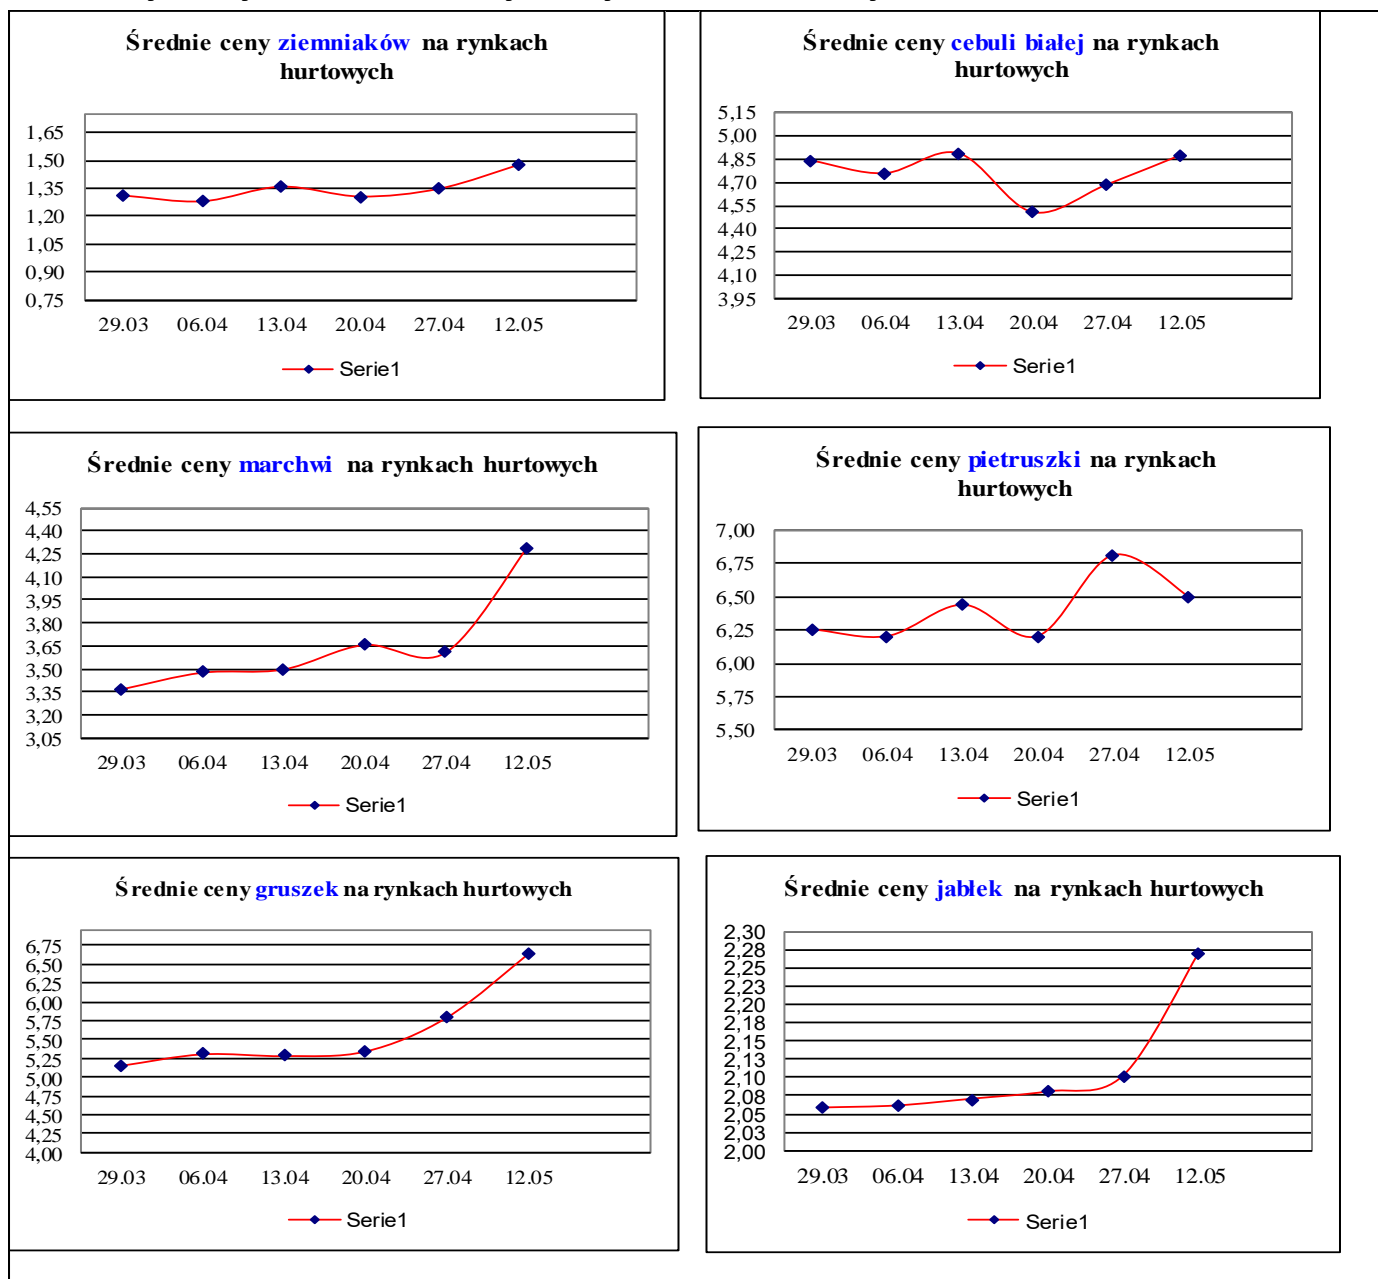 Średnie ceny ziemniaków na rynkach
hurtowych
1,65
1,50
1,35
1,20
1,05
0,90
0,75
29.03 06.04 13.04 20.04 27.04 12.05
Serie1
Średnie ceny cebuli białej na rynkach
hurtowych
5,15
5,00
4,85
4,70
4,55
4,40
4,25
4,10
3,95
29.03 06.04 13.04 20.04 27.04 12.05
Serie1
Średnie ceny marchwi na rynkach hurtowych
4,55
4,40
4,25
4,10
3,95
3,80
3,65
3,50
3,35
3,20
3,05
29.03 06.04 13.04 20.04 27.04 12.05
Serie1
Średnie ceny pietruszki na rynkach
hurtowych
7,00
6,75
6,50
6,25
6,00
5,75
5,50
29.03 06.04 13.04 20.04 27.04 12.05
Serie1
Średnie ceny gruszek na rynkach hurtowych
6,75
6,50
6,25
6,00
5,75
5,50
5,25
5,00
4,75
4,50
4,25
4,00
29.03 06.04 13.04 20.04 27.04 12.05
Serie1
Średnie ceny jabłek na rynkach hurtowych
2,30
2,28
2,25
2,23
2,20
2,18
2,15
2,13
2,10
2,08
2,05
2,03
2,00
29.03 06.04 13.04 20.04 27.04 12.05
Serie1